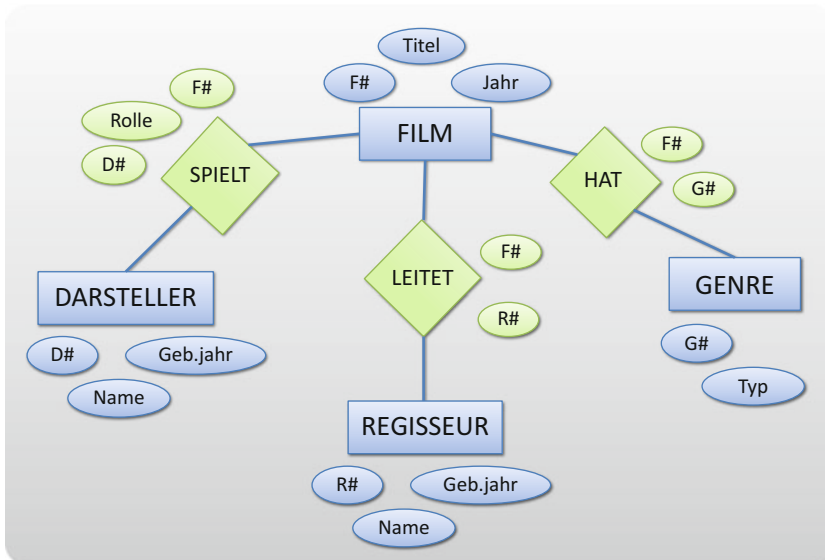 Titel
F#
Jahr
FILM
F#
Rolle
D#
SPIELT
HAT
F#
G#
DARSTELLER
D#
Geb.jahr
Name
LEITET
F#
R#
GENRE
G#
Typ
REGISSEUR
R#
Geb.jahr
Name